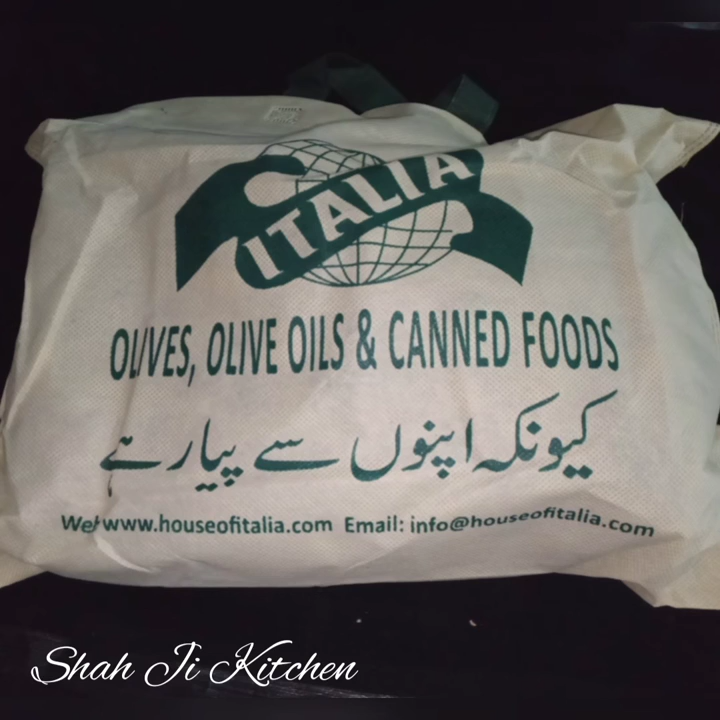 ITALIA
OLIVES, OLIVE OILS & CANNED FOODS
کیونکہ اپنوں سے پیار ہے
Web www.houseofitalia.com Email: info@houseofitalia.com
Shah Ji Kitchen